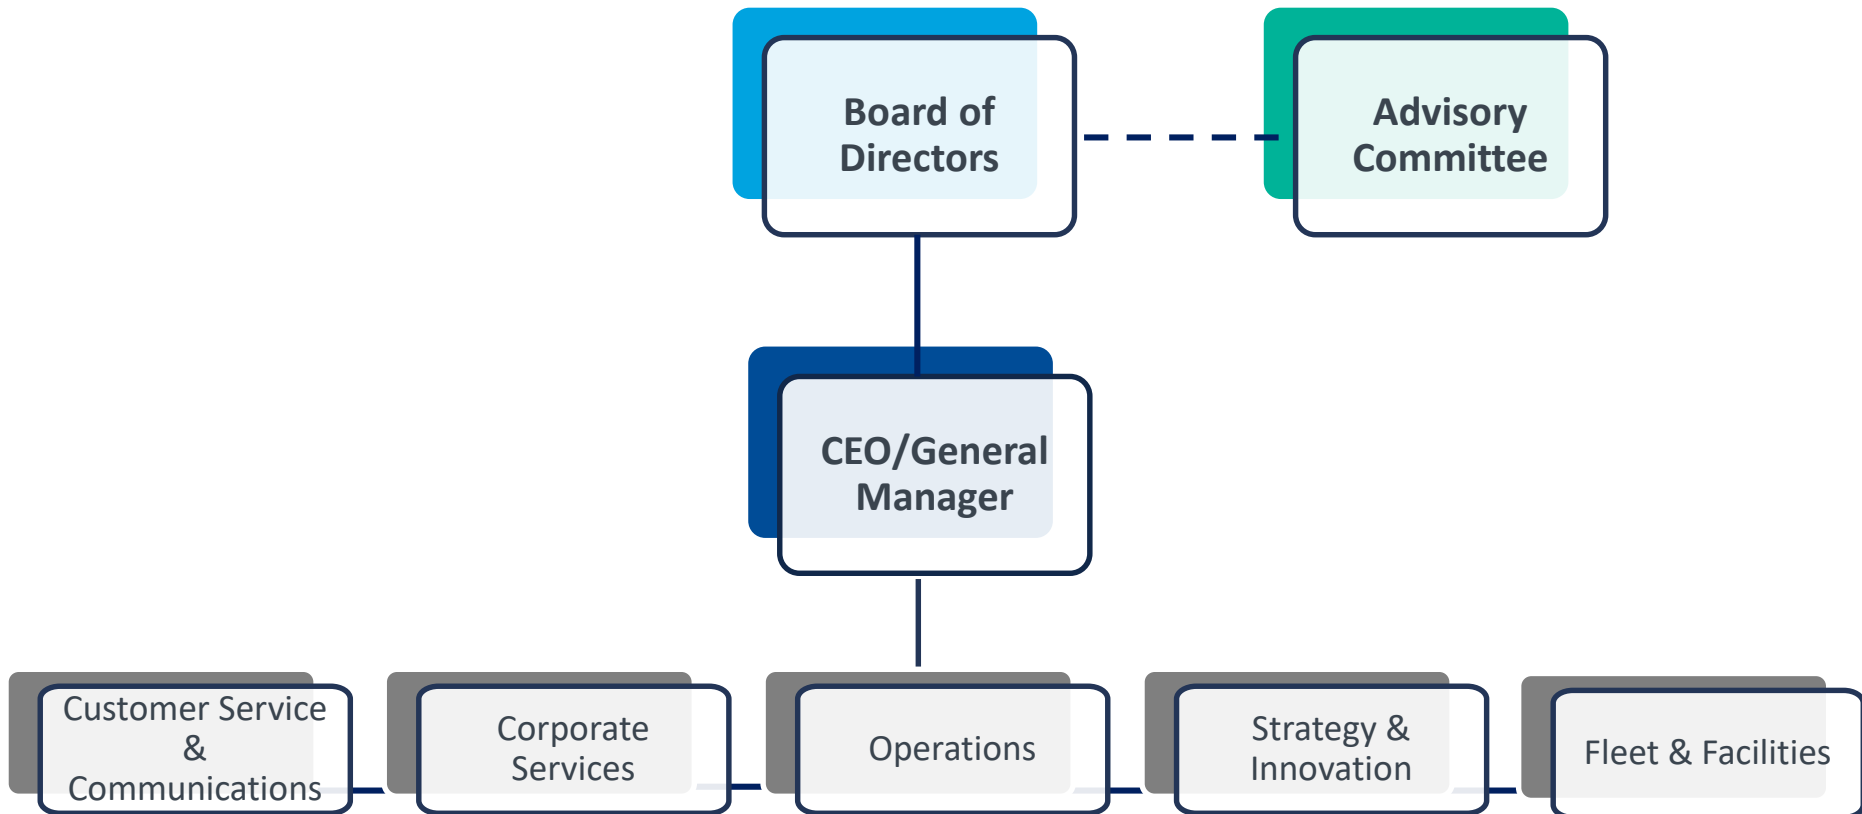 Board of
Directors
Advisory
Committee
CEO/General
Manager
Customer Service
&
Communications
Corporate
Services
Operations
Strategy &
Innovation
Fleet & Facilities